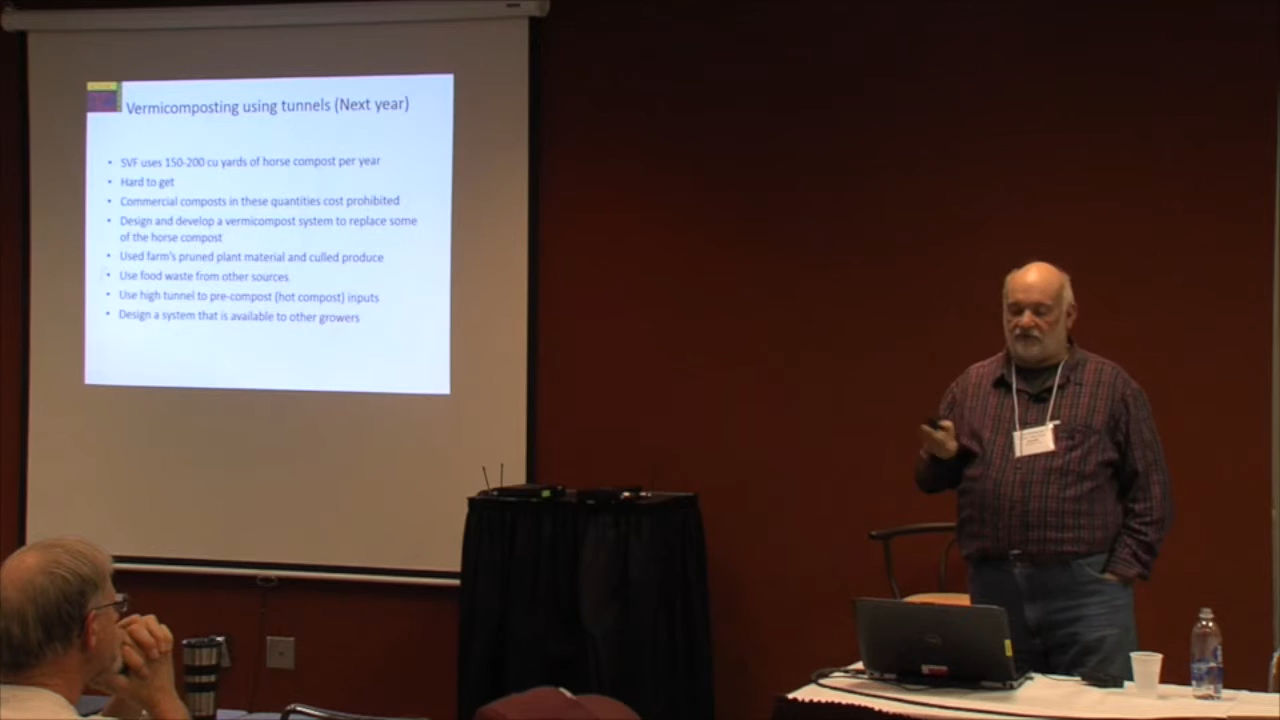 Vermicomposting using tunnels (Next year)
• SVF uses 150-200 cu yards of horse compost per year
• Hard to get
• Commercial composts in these quantities cost prohibited
• Design and develop a vermicompost system to replace some
of the horse compost
• Used farm's pruned plant material and culled produce
• Use food waste from other sources
• Use high tunnel to pre-compost (hot compost) inputs
• Design a system that is available to other growers